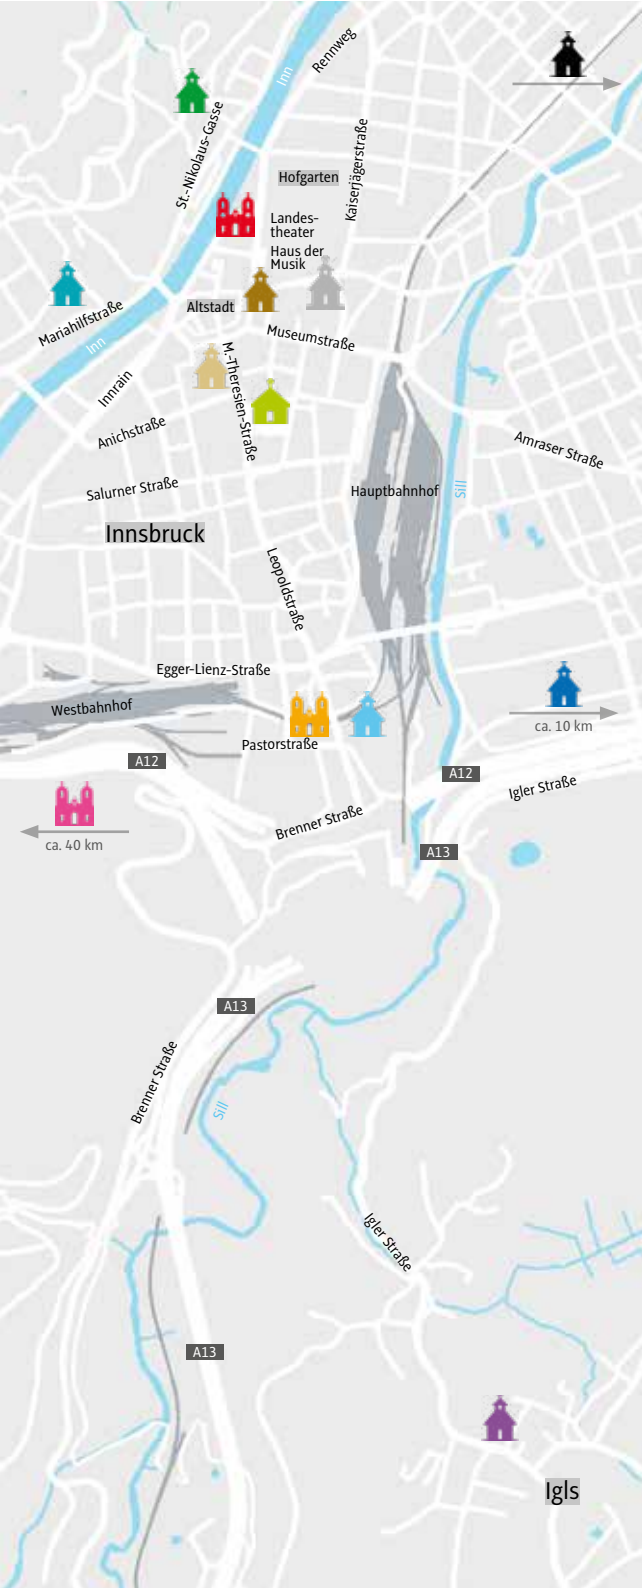 Rennweg
Inn
St.-Nikolaus-Gasse
Kaiserjägerstraße
Hofgarten
Landes-
theater
Haus der
Musik
Altstadt
Mariahilfstraße
Inn
Museumstraße
M.-Theresien-Straße
Innrain
Anichstraße
Amraser Straße
Salurner Straße
Hauptbahnhof
Sill
Innsbruck
Leopoldstraße
Egger-Lienz-Straße
Westbahnhof
ca. 10 km
Pastorstraße
A12
A12
Igler Straße
Brenner Straße
ca. 40 km
A13
A13
Brenner Straße
Sill
Igler Straße
A13
Igls